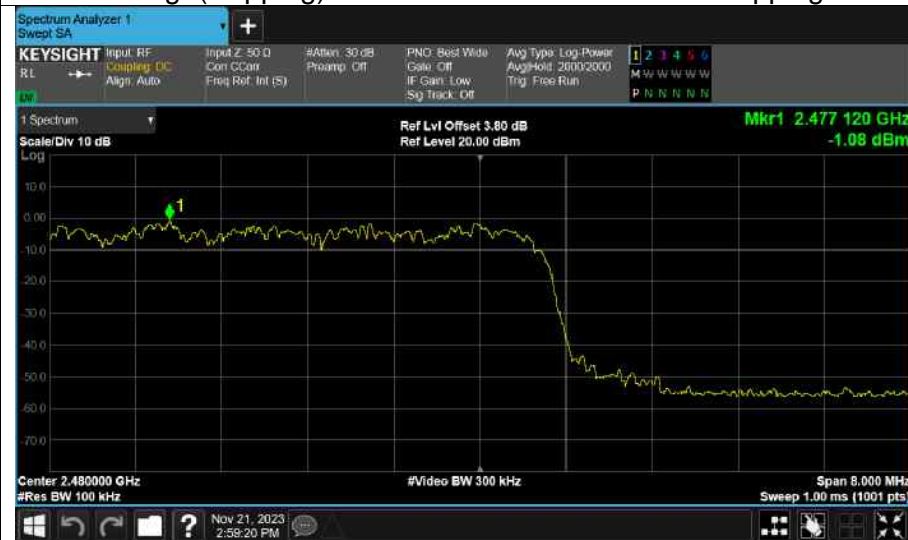 Spectrum Analyzer 1
Swept SA
+
KEYSIGHT
RL
Input: RF
Coupling: DC
Align: Auto
Input Z: 50 Ω
Corr CCorr
Freq Ref: Int (S)
#Atten: 30 dB
Preamp: Off
PNO: Best Wide
Gate: Off
IF Gain: Low
Sig Track: Off
Avg Type: Log-Power
Avg|Hold: 2000/2000
Trig: Free Run
1 2 3 4 5 6
M W W W W W
P N N N N N
1 Spectrum
Scale/Div 10 dB
Ref Lvl Offset 3.80 dB
Ref Level 20.00 dBm
Mkr1 2.477 120 GHz
-1.08 dBm
Log
10.0
1
0.00
-10.0
-20.0
-30.0
-40.0
-50.0
-60.0
-70.0
Center 2.480000 GHz
#Res BW 100 kHz
#Video BW 300 kHz
Span 8.000 MHz
Sweep 1.00 ms (1001 pts)
?
Nov 21, 2023
2:59:20 PM